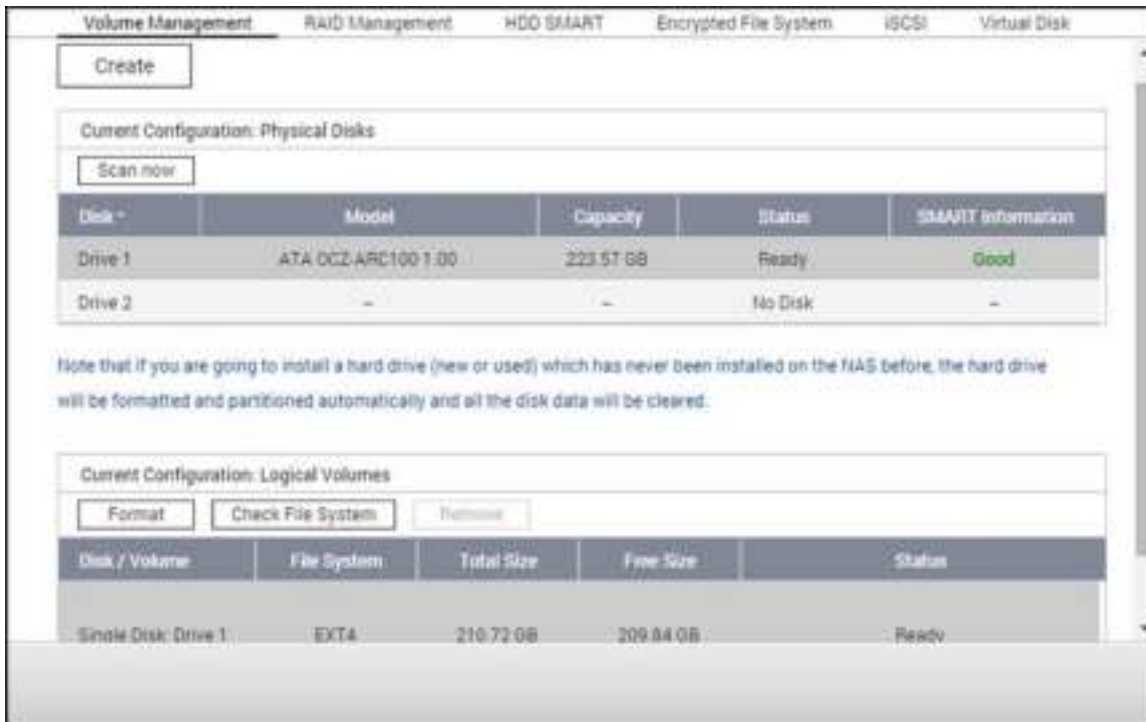 Volume Management RAID Management HDD SMART Encrypted File System iSCSI Virtual Disk
Create
Current Configuration: Physical Disks
Scan now
Disk Model Capacity Status SMART Information
Drive 1 ATA OCZ-ARC100 1.00 223.57 GB Ready Good
Drive 2 -- -- No Disk --
Note that if you are going to install a hard drive (new or used) which has never been installed on the NAS before, the hard drive
will be formatted and partitioned automatically and all the disk data will be cleared.
Current Configuration: Logical Volumes
Format Check File System Remove
Disk / Volume File System Total Size Free Size Status
Single Disk: Drive 1 EXT4 210.72 GB 209.84 GB Ready